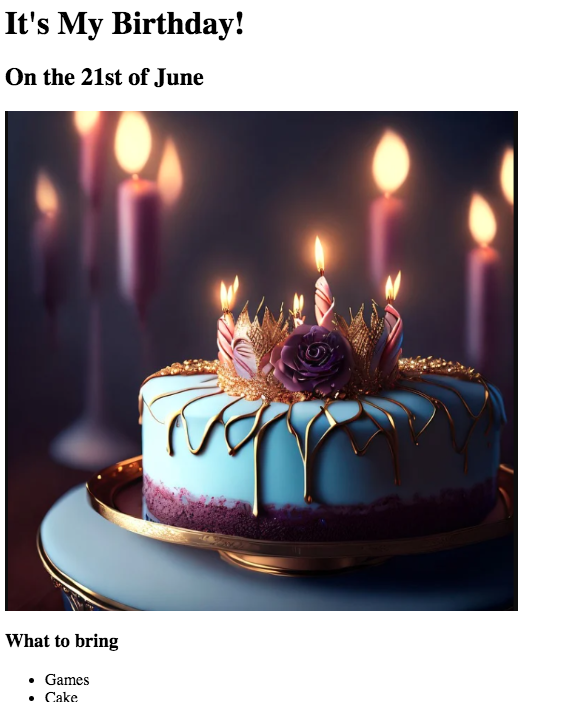 It's My Birthday!
On the 21st of June
What to bring
Games
Cake